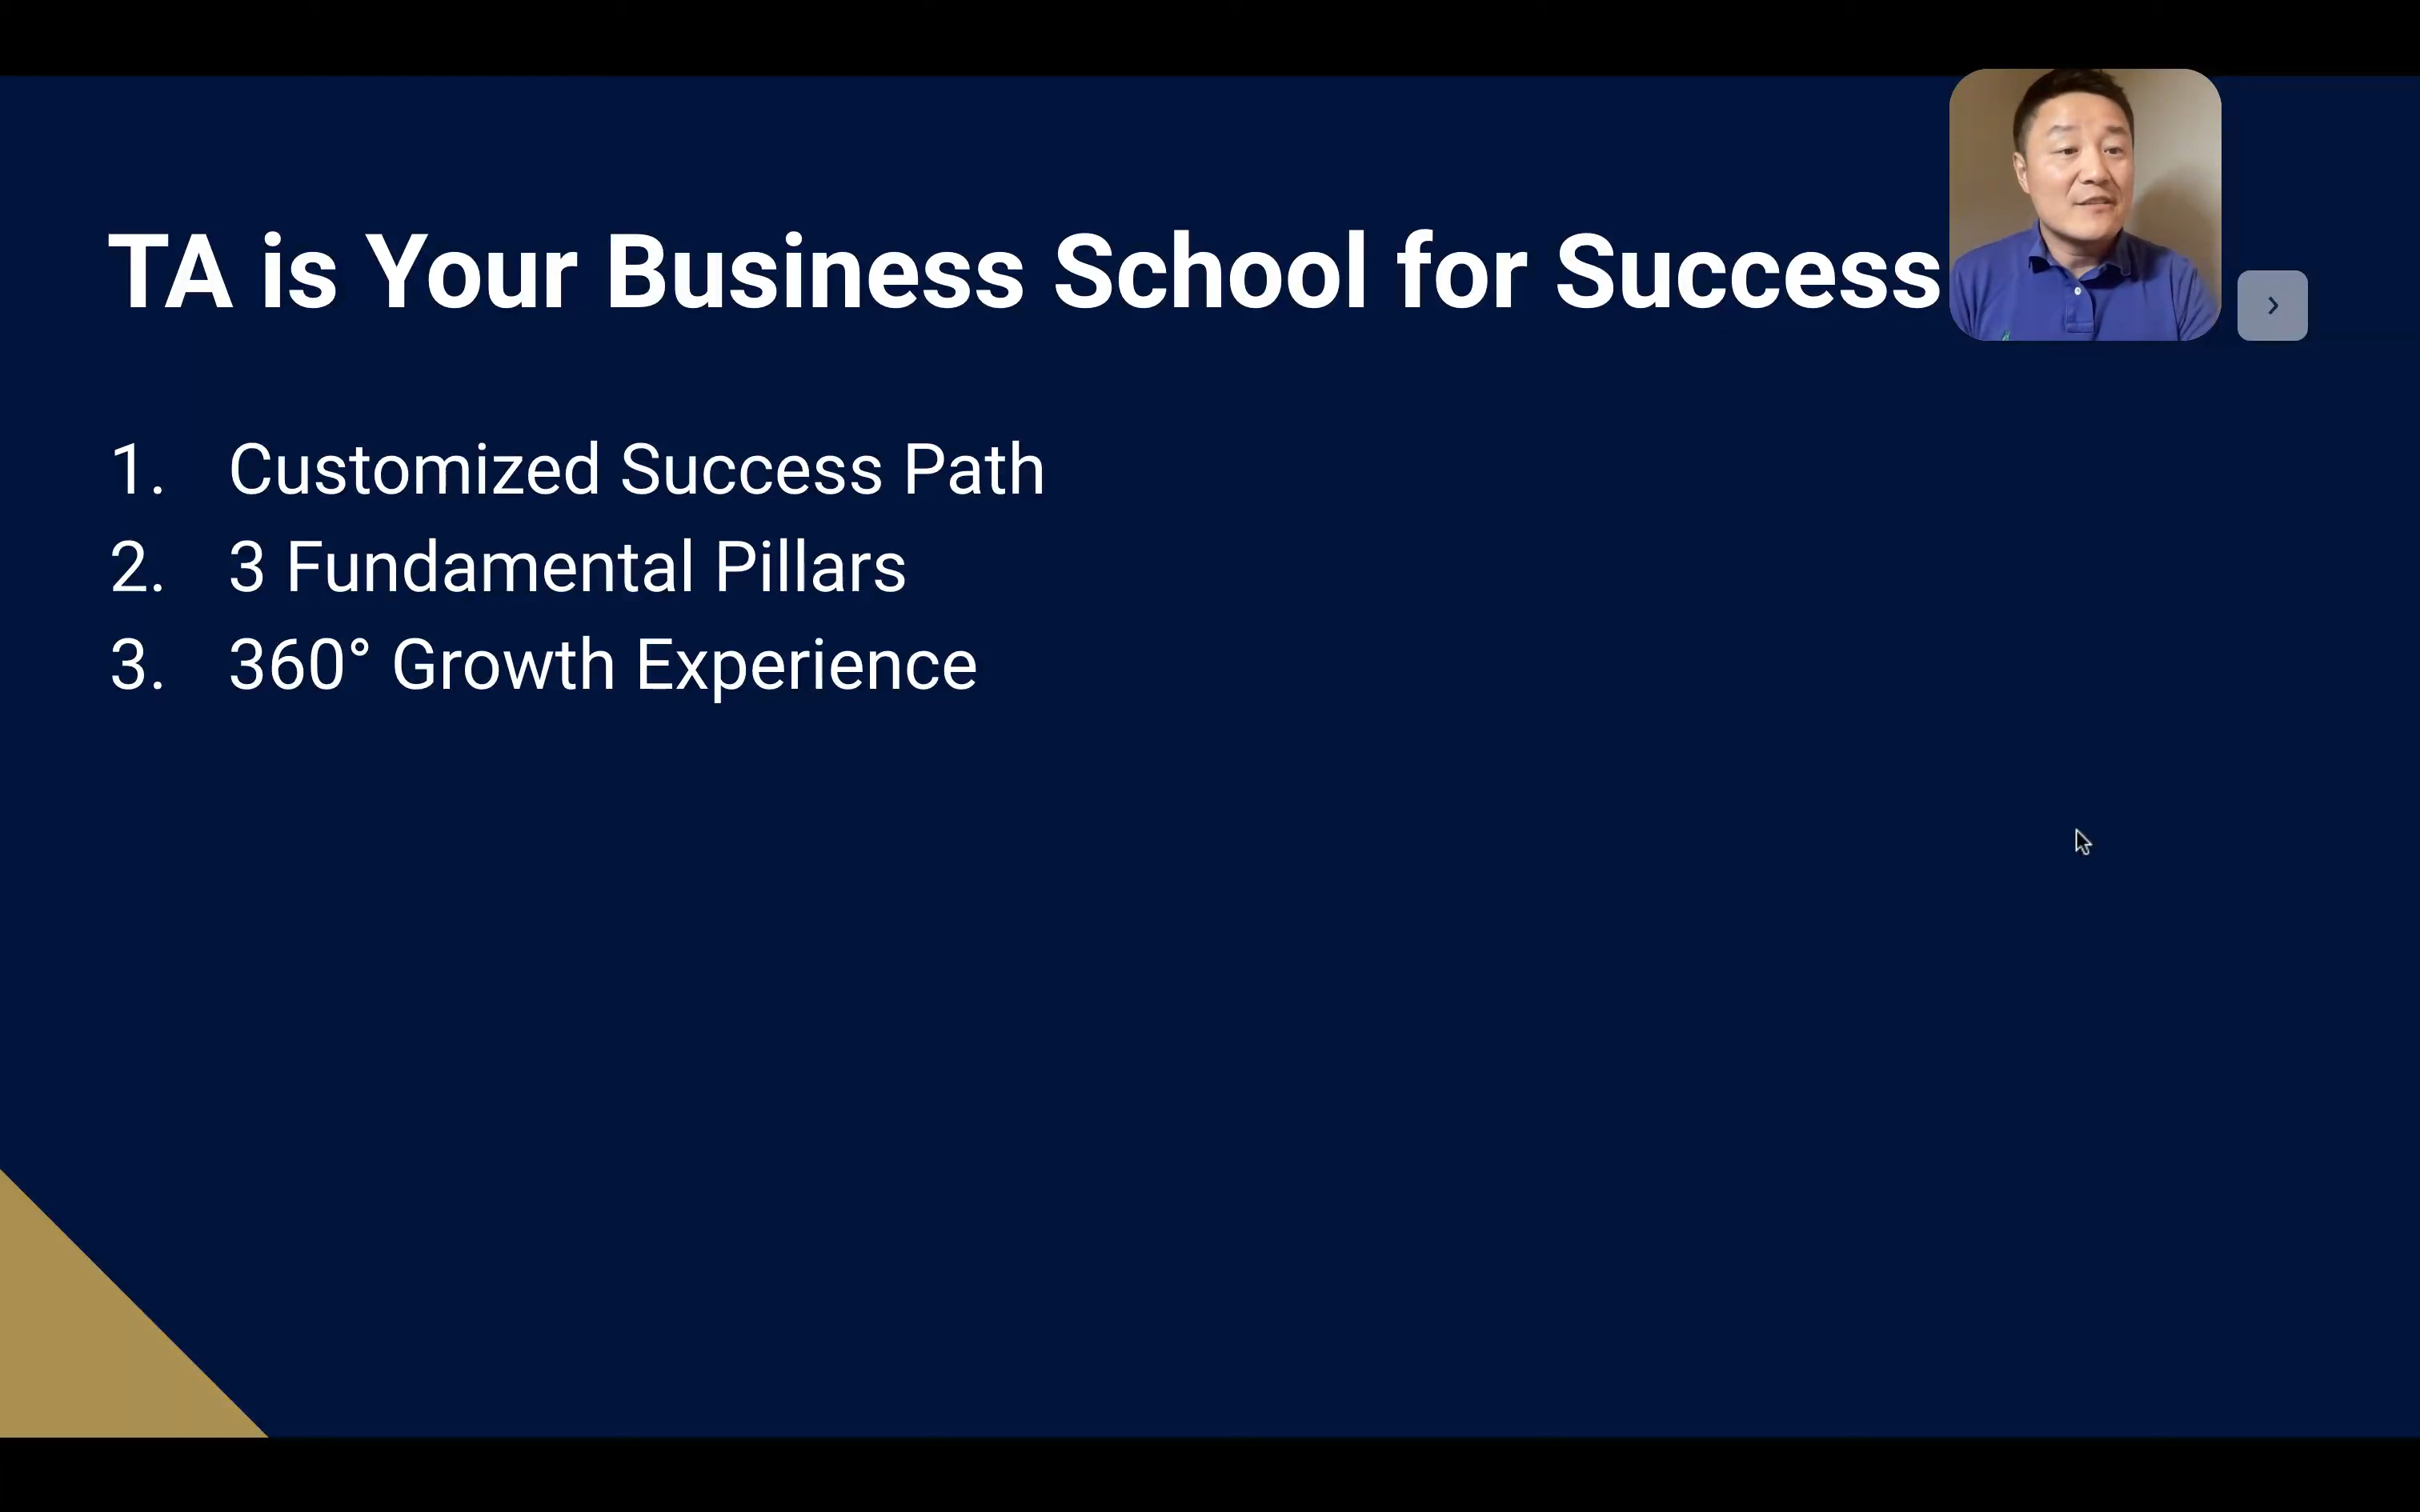 TA is Your Business School for Success
1. Customized Success Path
2. 3 Fundamental Pillars
3. 360° Growth Experience